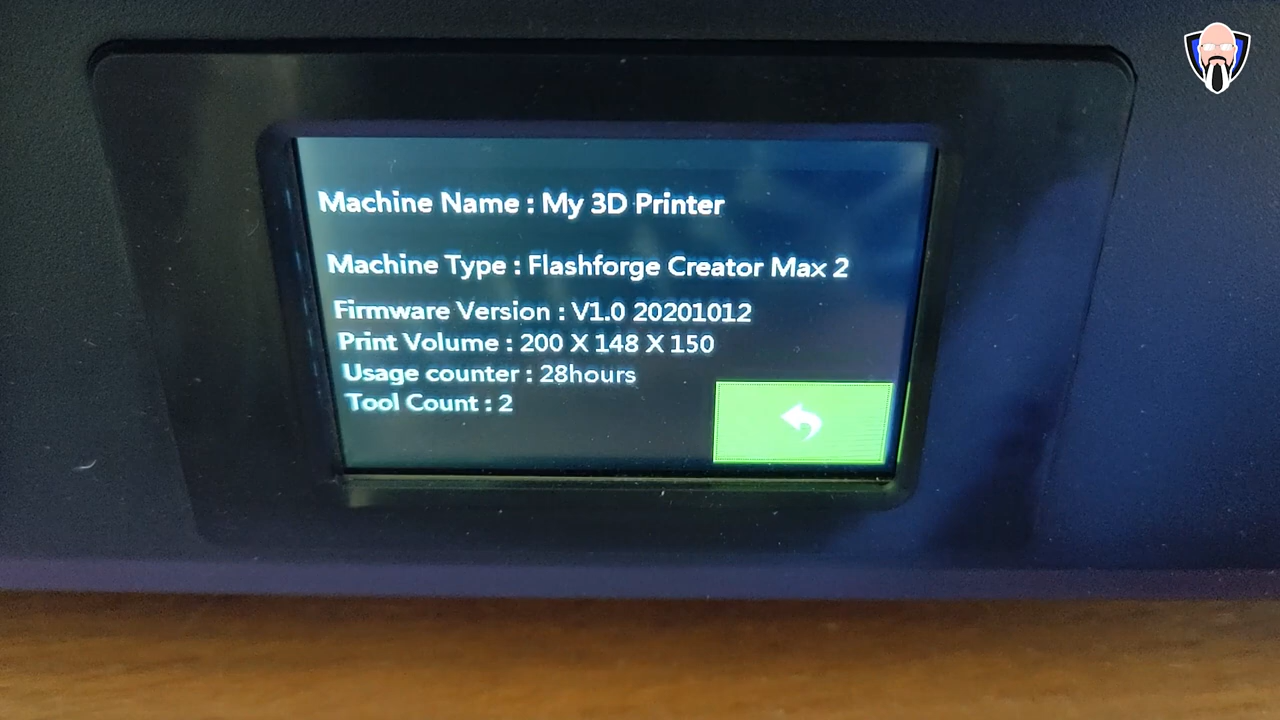 Machine Name : My 3D Printer
Machine Type : Flashforge Creator Max 2
Firmware Version : V1.0 20201012
Print Volume : 200 X 148 X 150
Usage counter : 28hours
Tool Count : 2